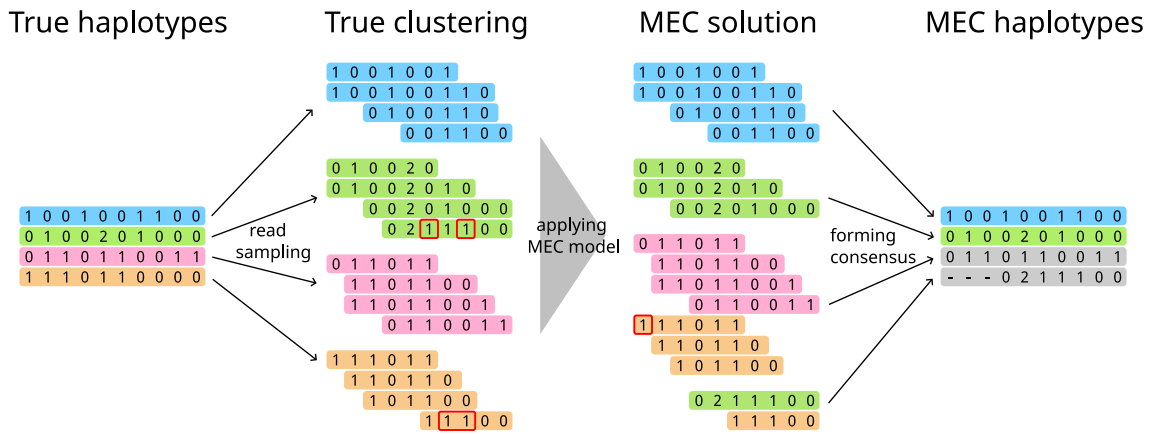 True haplotypes
1 0 0 1 0 0 1 1 0 0
0 1 0 0 2 0 1 0 0 0
0 1 1 0 1 1 0 0 1 1
1 1 1 0 1 1 0 0 0 0
read
sampling
True clustering
1 0 0 1 0 0 1
1 0 0 1 0 0 1 1 0
0 1 0 0 1 1 0
0 0 1 1 0 0
0 1 0 0 2 0
0 1 0 0 2 0 1 0
0 0 2 0 1 0 0 0
0 2 1 1 1 0 0
0 1 1 0 1 1
1 1 0 1 1 0 0
1 1 0 1 1 0 0 1
0 1 1 0 0 1 1
1 1 1 0 1 1
1 1 0 1 1 0
1 0 1 1 0 0
1 1 1 0 0
applying
MEC model
MEC solution
1 0 0 1 0 0 1
1 0 0 1 0 0 1 1 0
0 1 0 0 1 1 0
0 0 1 1 0 0
0 1 0 0 2 0
0 1 0 0 2 0 1 0
0 0 2 0 1 0 0 0
0 1 1 0 1 1
1 1 0 1 1 0 0
1 1 0 1 1 0 0 1
0 1 1 0 0 1 1
1 1 1 0 1 1
1 1 0 1 1 0
1 0 1 1 0 0
0 2 1 1 1 0 0
1 1 1 0 0
forming
consensus
MEC haplotypes
1 0 0 1 0 0 1 1 0 0
0 1 0 0 2 0 1 0 0 0
0 1 1 0 1 1 0 0 1 1
- - - 0 2 1 1 1 0 0